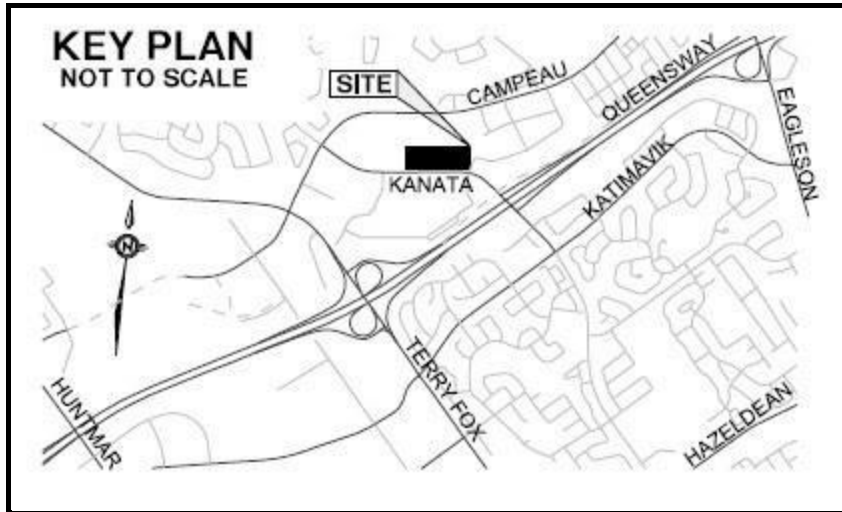 KEY PLAN
NOT TO SCALE
SITE
CAMPEAU
QUEENSWAY
EAGLESON
KANATA
KATIMAVIK
N
TERRY FOX
HUNTMAR
HAZELDEAN